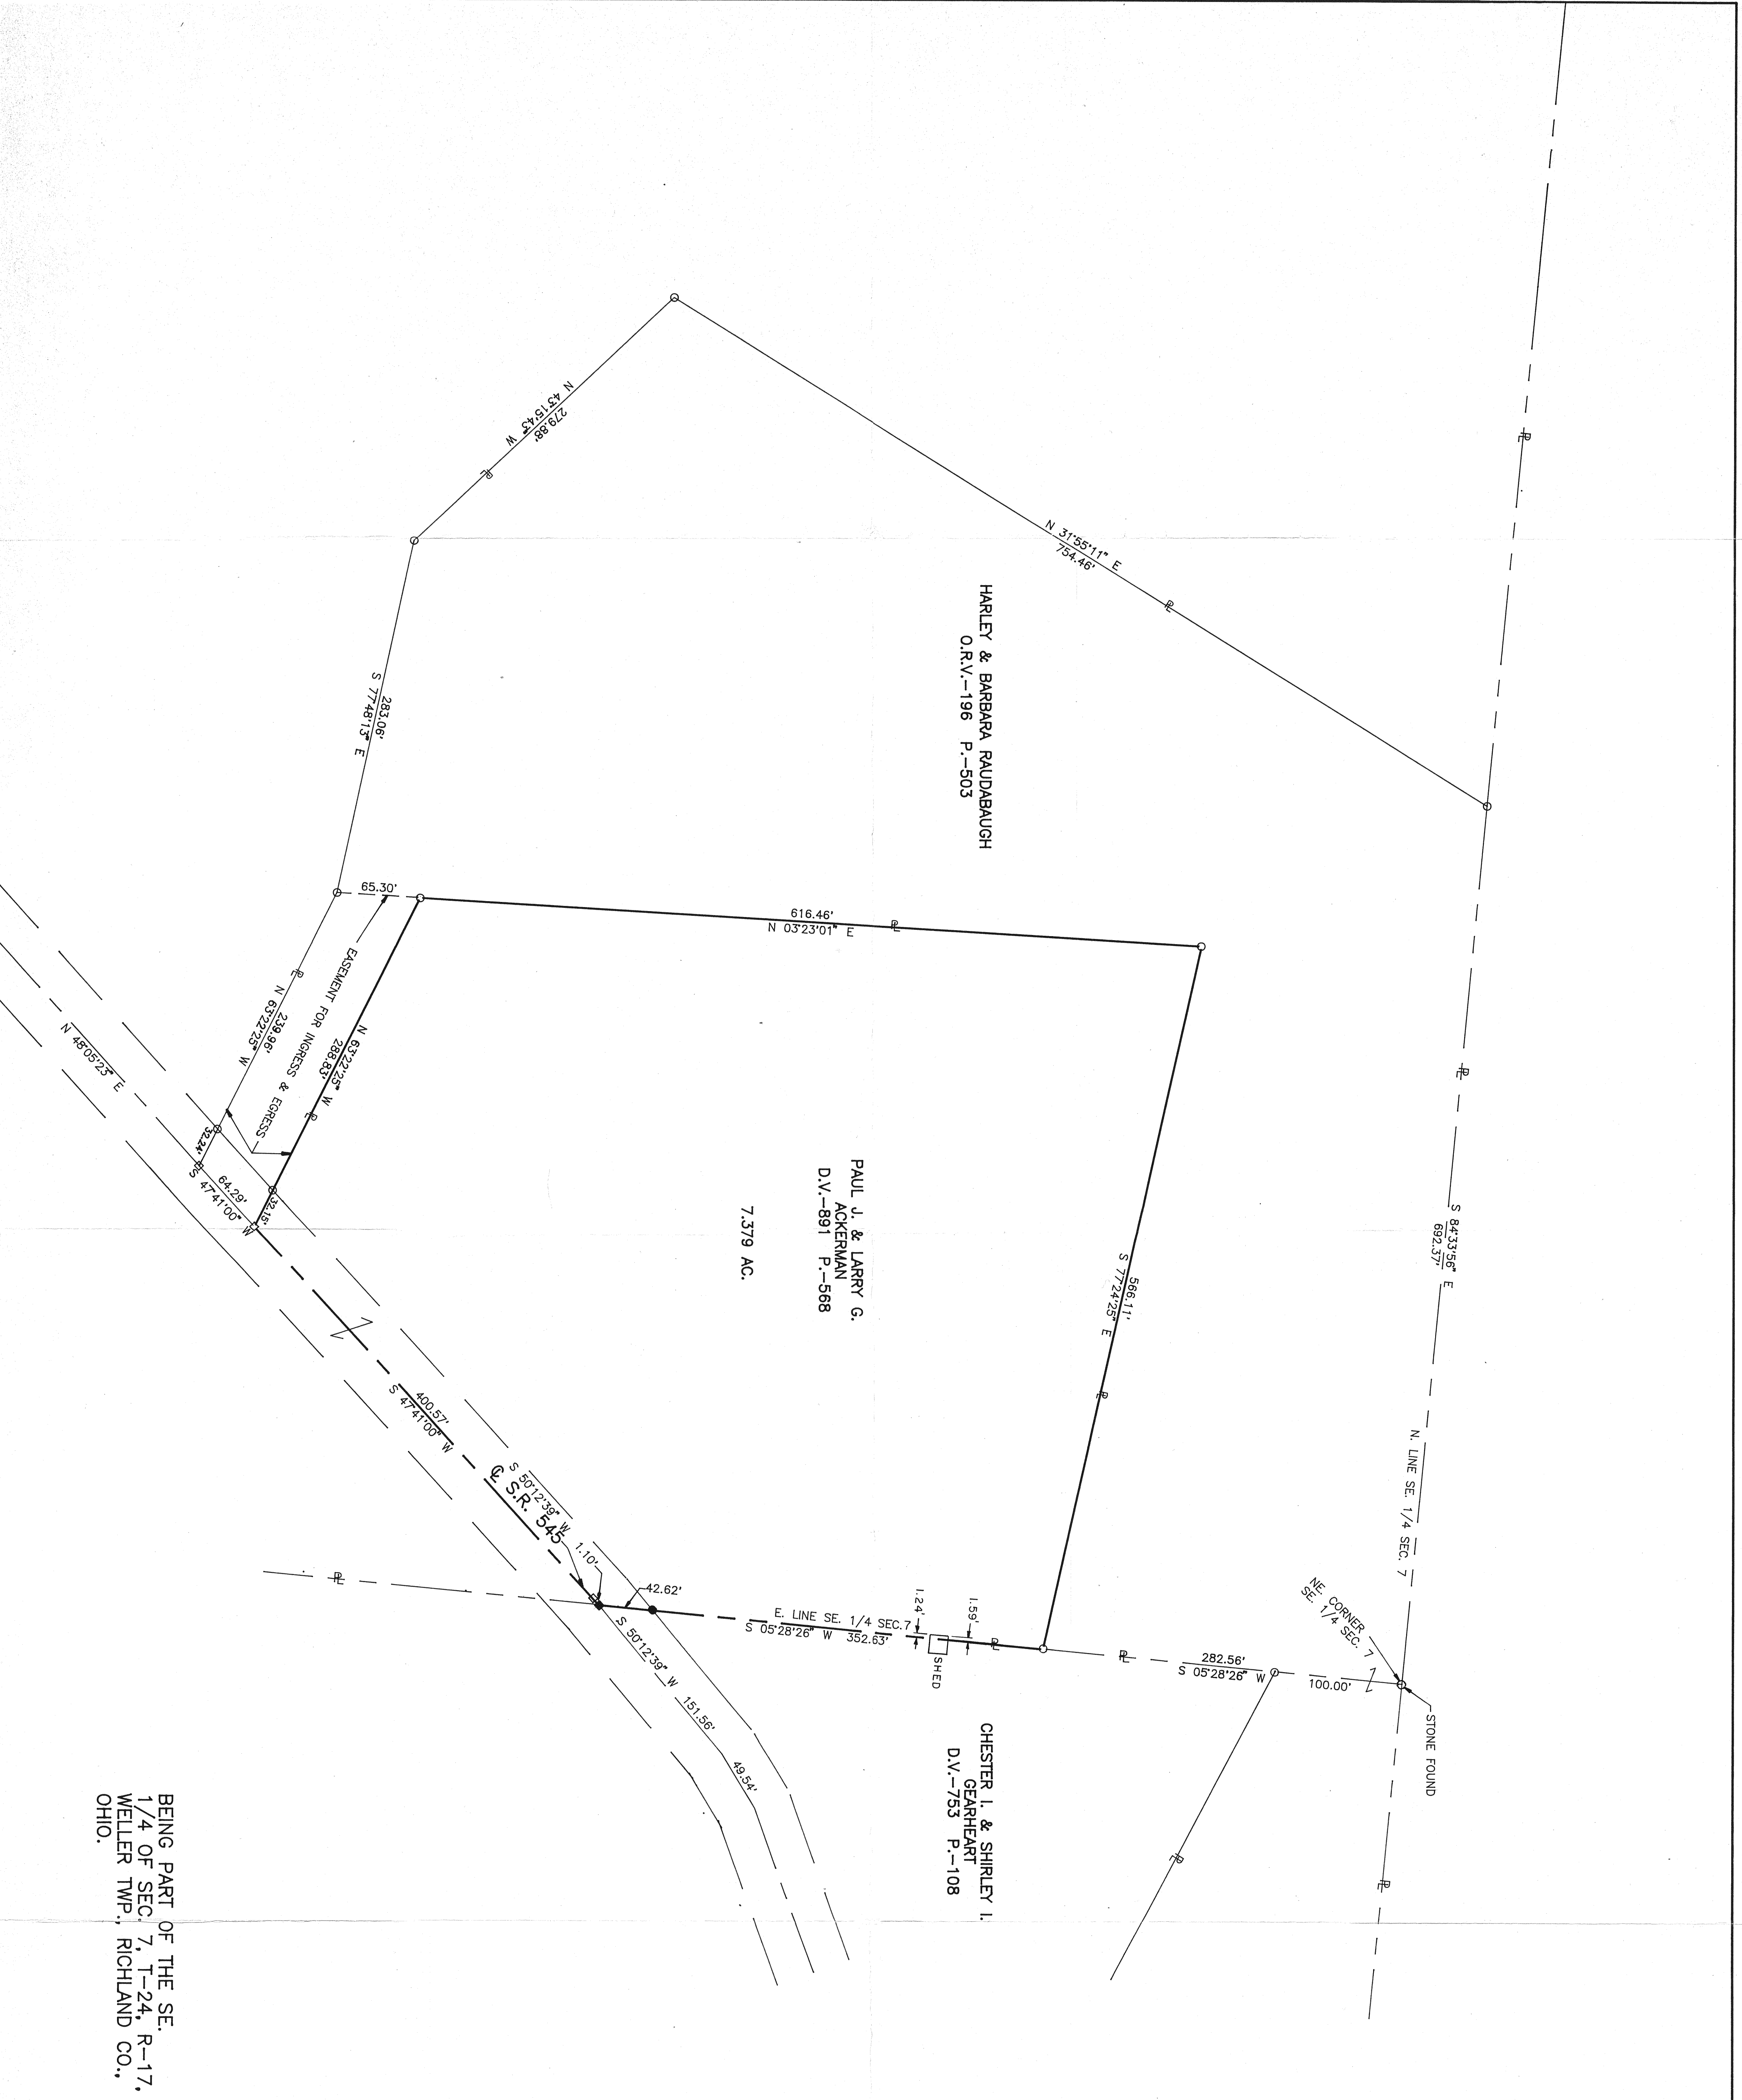 S 84°33'56" E
692.37'
N. LINE SE. 1/4 SEC. 7
NE. CORNER
SE. 1/4 SEC. 7
STONE FOUND
100.00'
282.56'
S 05°28'26" W
N 31°55'11" E
754.46'
HARLEY & BARBARA RAUDABAUGH
O.R.V.-196 P.-503
279.88'
N 43°15'43" W
283.06'
S 77°48'13" E
65.30'
616.46'
N 03°23'01" E
566.11'
S 77°24'25" E
PAUL J. & LARRY G.
ACKERMAN
D.V.-891 P.-568
7.379 AC.
CHESTER I. & SHIRLEY I.
GEARHEART
D.V.-753 P.-108
1.59'
1.24'
SHED
E. LINE SE. 1/4 SEC.7
S 05°28'26" W 352.63'
42.62'
1.10'
N 63°22'25" W
288.83'
EASEMENT FOR INGRESS & EGRESS
239.96'
N 63°22'25" W
32.15'
32.24'
64.29'
S 47°41'00" W
N 48°05'23" E
400.57'
S 47°41'00" W
S 50°12'39" W
℄ S.R. 545
S 50°12'39" W 151.56'
49.54'
BEING PART OF THE SE.
1/4 OF SEC. 7, T-24, R-17,
WELLER TWP., RICHLAND CO.,
OHIO.